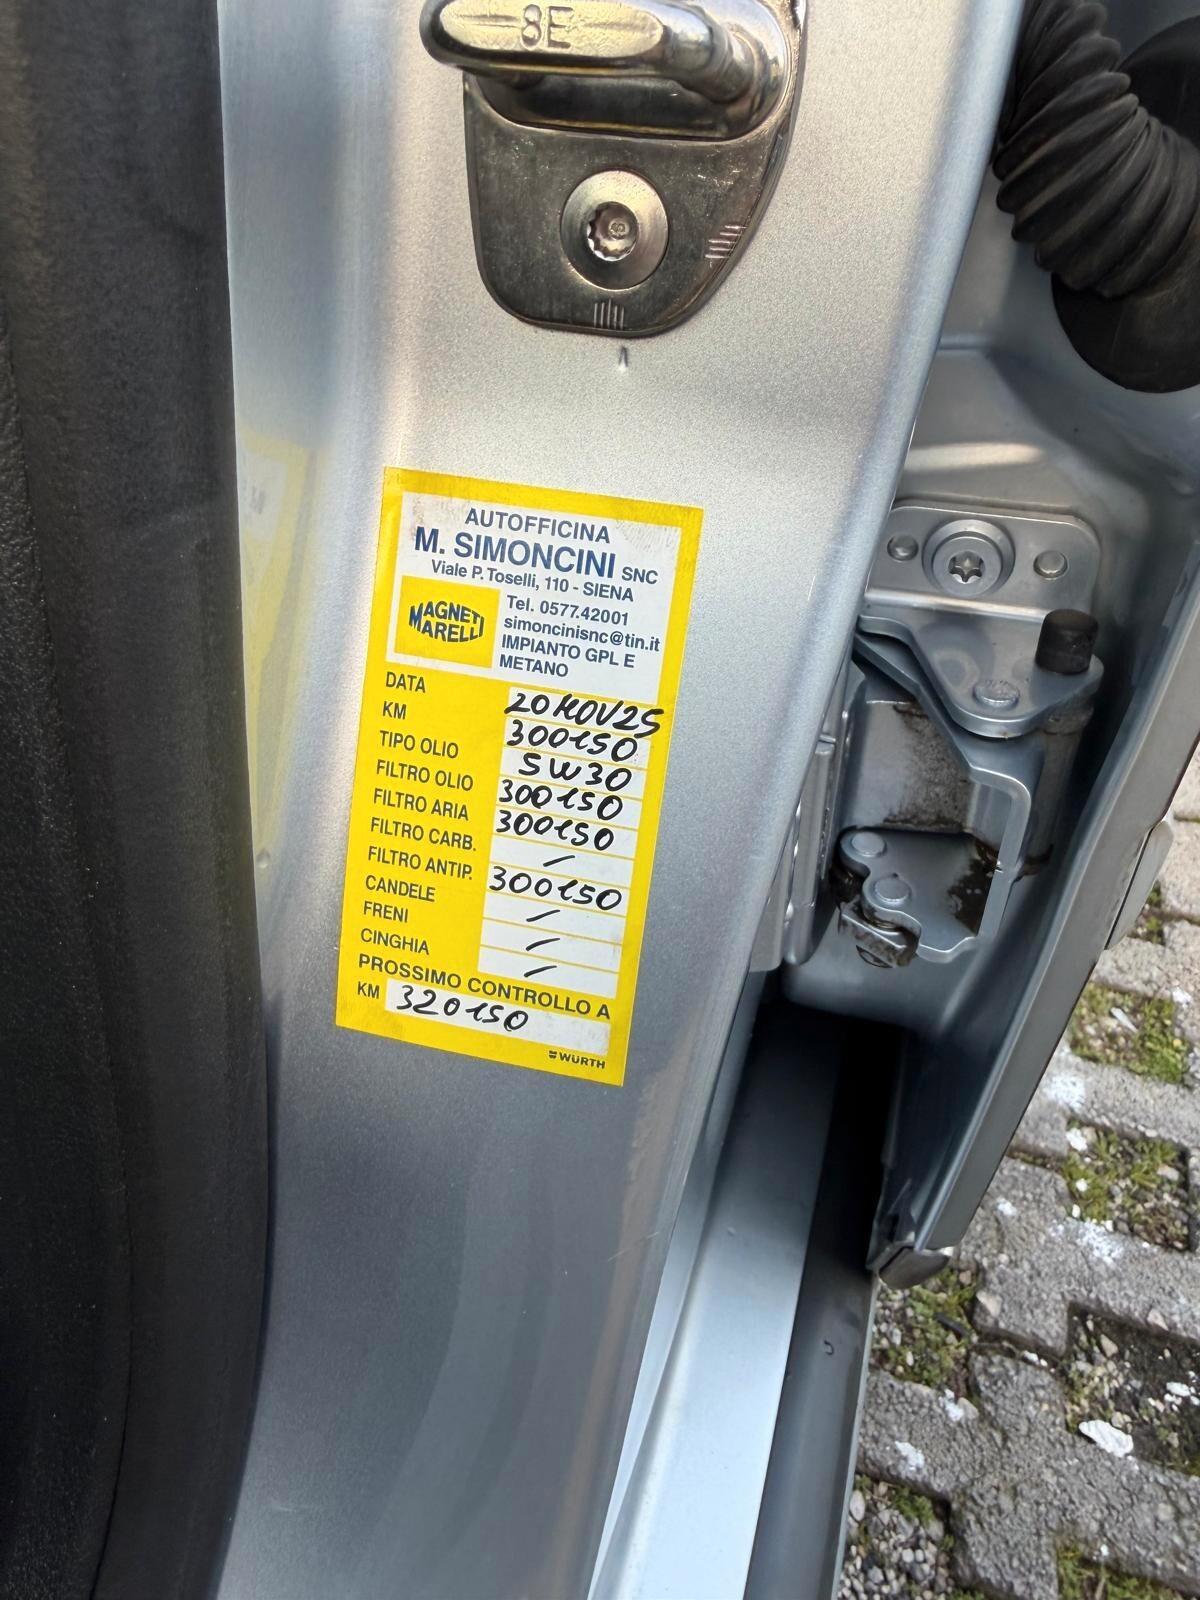 8E
AUTOFFICINA
M. SIMONCINI SNC
Viale P. Toselli, 110 - SIENA
MAGNETI
MARELLI
Tel. 0577.42001
simoncinisnc@tin.it
IMPIANTO GPL E
METANO
DATA 20 NOV 25
KM 300150
TIPO OLIO 5W30
FILTRO OLIO 300150
FILTRO ARIA 300150
FILTRO CARB. /
FILTRO ANTIP. 300150
CANDELE /
FRENI /
CINGHIA /
PROSSIMO CONTROLLO A
KM 320150
WÜRTH